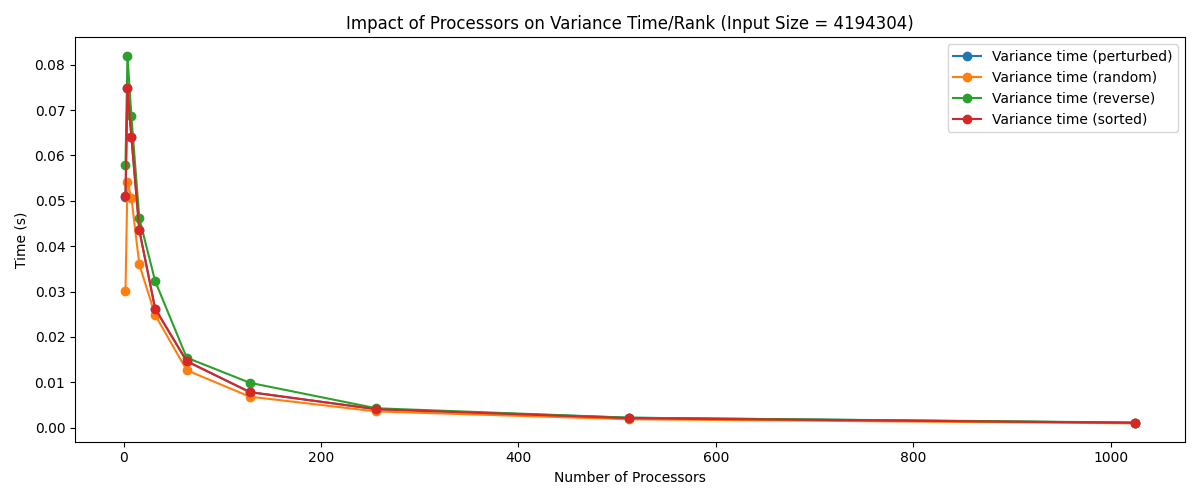 Impact of Processors on Variance Time/Rank (Input Size = 4194304)
Variance time (perturbed)
Variance time (random)
Variance time (reverse)
Variance time (sorted)
Time (s)
0.08
0.07
0.06
0.05
0.04
0.03
0.02
0.01
0.00
0 200 400 600 800 1000
Number of Processors